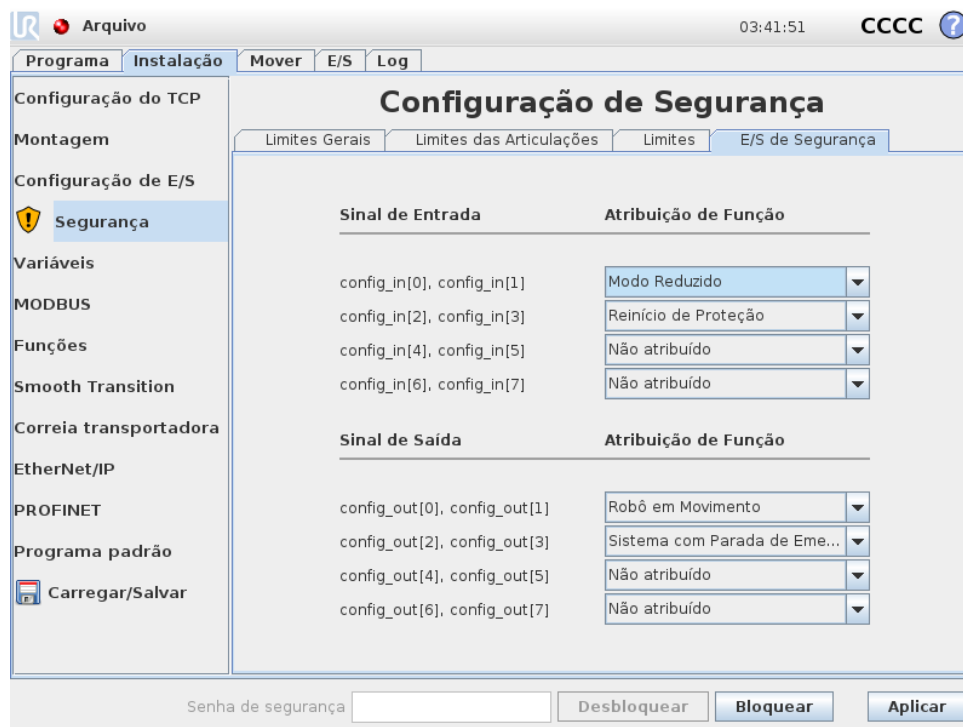 UR Arquivo 03:41:51 CCCC ?
Programa Instalação Mover E/S Log
Configuração do TCP
Montagem
Configuração de E/S
Segurança
Variáveis
MODBUS
Funções
Smooth Transition
Correia transportadora
EtherNet/IP
PROFINET
Programa padrão
Carregar/Salvar
Configuração de Segurança
Limites Gerais Limites das Articulações Limites E/S de Segurança
Sinal de Entrada Atribuição de Função
config_in[0], config_in[1] Modo Reduzido
config_in[2], config_in[3] Reinício de Proteção
config_in[4], config_in[5] Não atribuído
config_in[6], config_in[7] Não atribuído
Sinal de Saída Atribuição de Função
config_out[0], config_out[1] Robô em Movimento
config_out[2], config_out[3] Sistema com Parada de Eme...
config_out[4], config_out[5] Não atribuído
config_out[6], config_out[7] Não atribuído
Senha de segurança Desbloquear Bloquear Aplicar